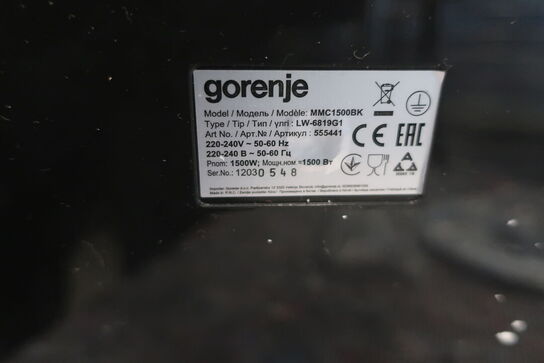 gorenje
Model / Модель / Modèle: MMC1500BK
Type / Tip / Тип / үлгі : LW-6819G1
Art No. / Арт.№ / Артикул : 555441
220-240V ~ 50-60 Hz
220-240 В ~ 50-60 Гц
Pnom: 1500W; Мощн.ном =1500 Вт
Ser.No.: 12030 5 4 8
CE EAC